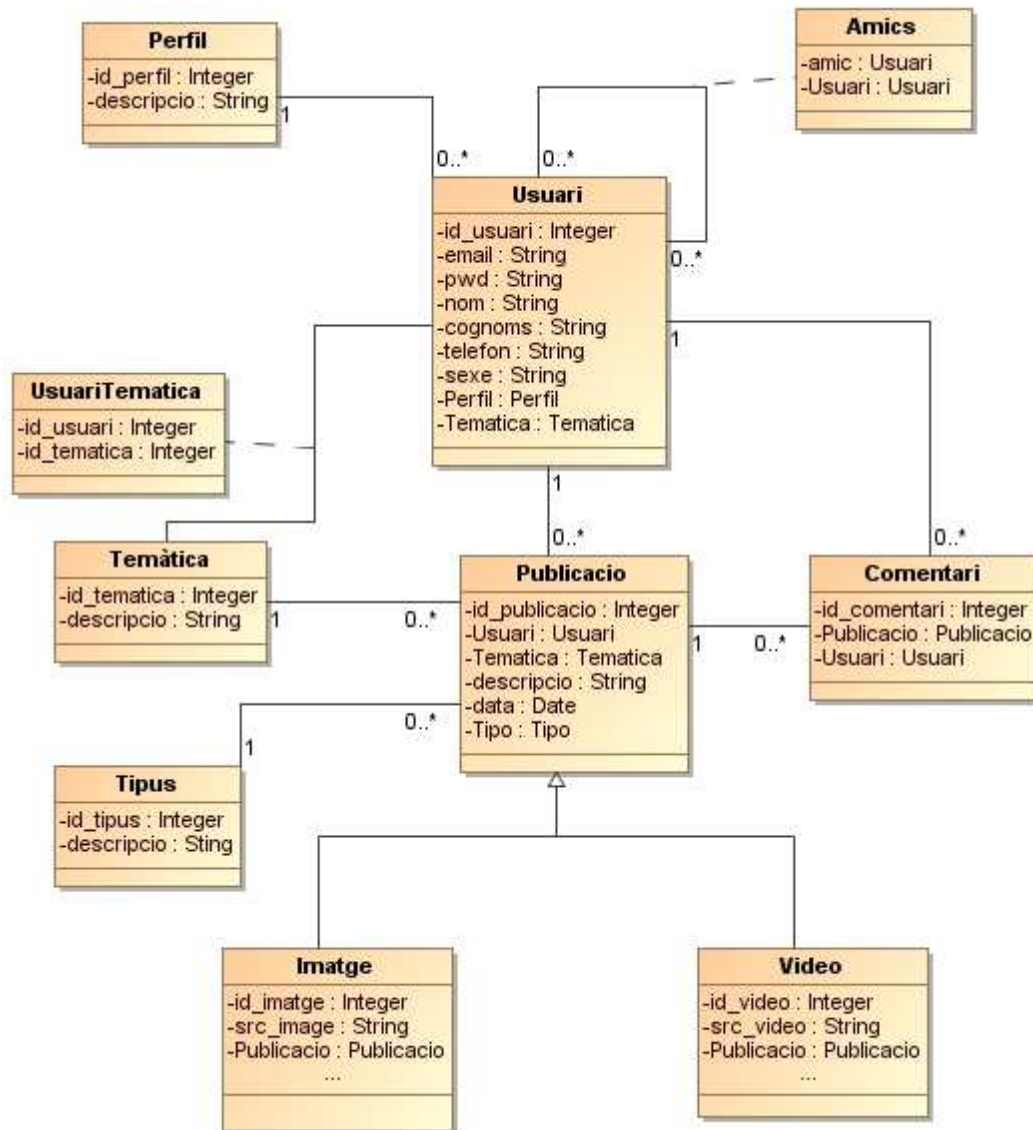 Perfil
-id_perfil : Integer
-descripcio : String
1
0..*
Amics
-amic : Usuari
-Usuari : Usuari
0..*
0..*
Usuari
-id_usuari : Integer
-email : String
-pwd : String
-nom : String
-cognoms : String
-telefon : String
-sexe : String
-Perfil : Perfil
-Tematica : Tematica
1
1
0..*
0..*
UsuariTematica
-id_usuari : Integer
-id_tematica : Integer
Temàtica
-id_tematica : Integer
-descripcio : String
1
0..*
Publicacio
-id_publicacio : Integer
-Usuari : Usuari
-Tematica : Tematica
-descripcio : String
-data : Date
-Tipo : Tipo
1
0..*
Comentari
-id_comentari : Integer
-Publicacio : Publicacio
-Usuari : Usuari
0..*
1
Tipus
-id_tipus : Integer
-descripcio : Sting
Imatge
-id_imatge : Integer
-src_image : String
-Publicacio : Publicacio
...
Video
-id_video : Integer
-src_video : String
-Publicacio : Publicacio
...